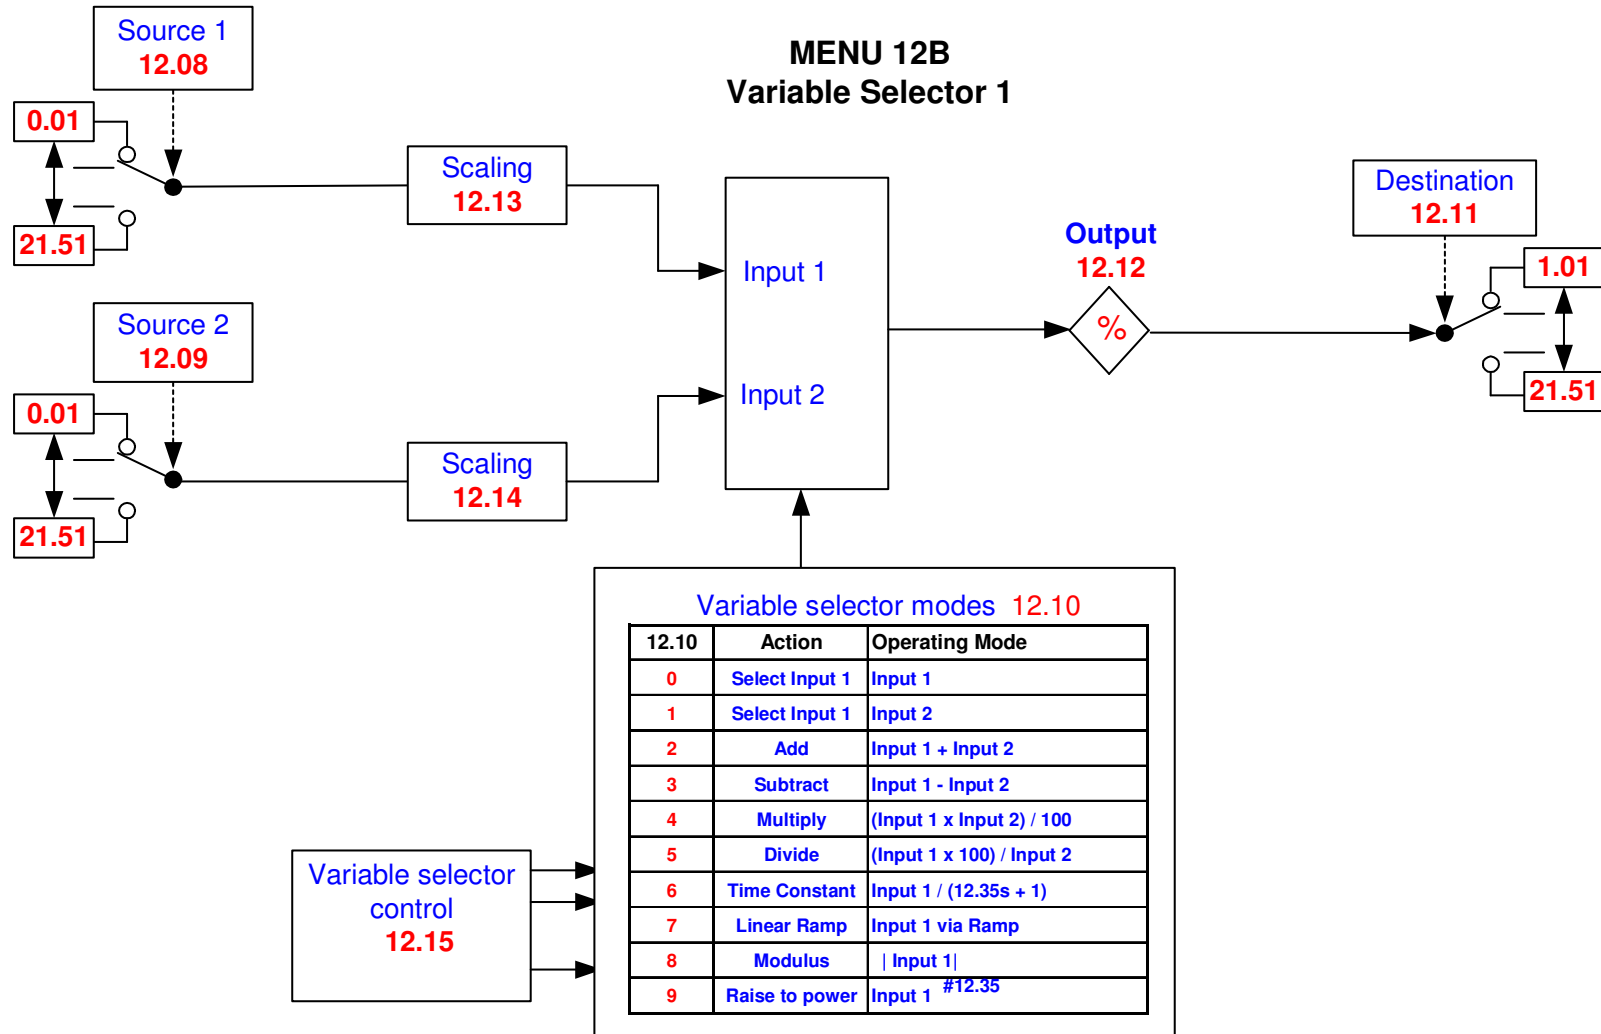 MENU 12B
Variable Selector 1
Source 1
12.08
0.01
21.51
Scaling
12.13
Source 2
12.09
0.01
21.51
Scaling
12.14
Input 1
Input 2
Output
12.12
%
Destination
12.11
1.01
21.51
Variable selector modes 12.10
12.10 Action Operating Mode
0 Select Input 1 Input 1
1 Select Input 1 Input 2
2 Add Input 1 + Input 2
3 Subtract Input 1 - Input 2
4 Multiply (Input 1 x Input 2) / 100
5 Divide (Input 1 x 100) / Input 2
6 Time Constant Input 1 / (12.35s + 1)
7 Linear Ramp Input 1 via Ramp
8 Modulus | Input 1|
9 Raise to power Input 1 #12.35
Variable selector
control
12.15